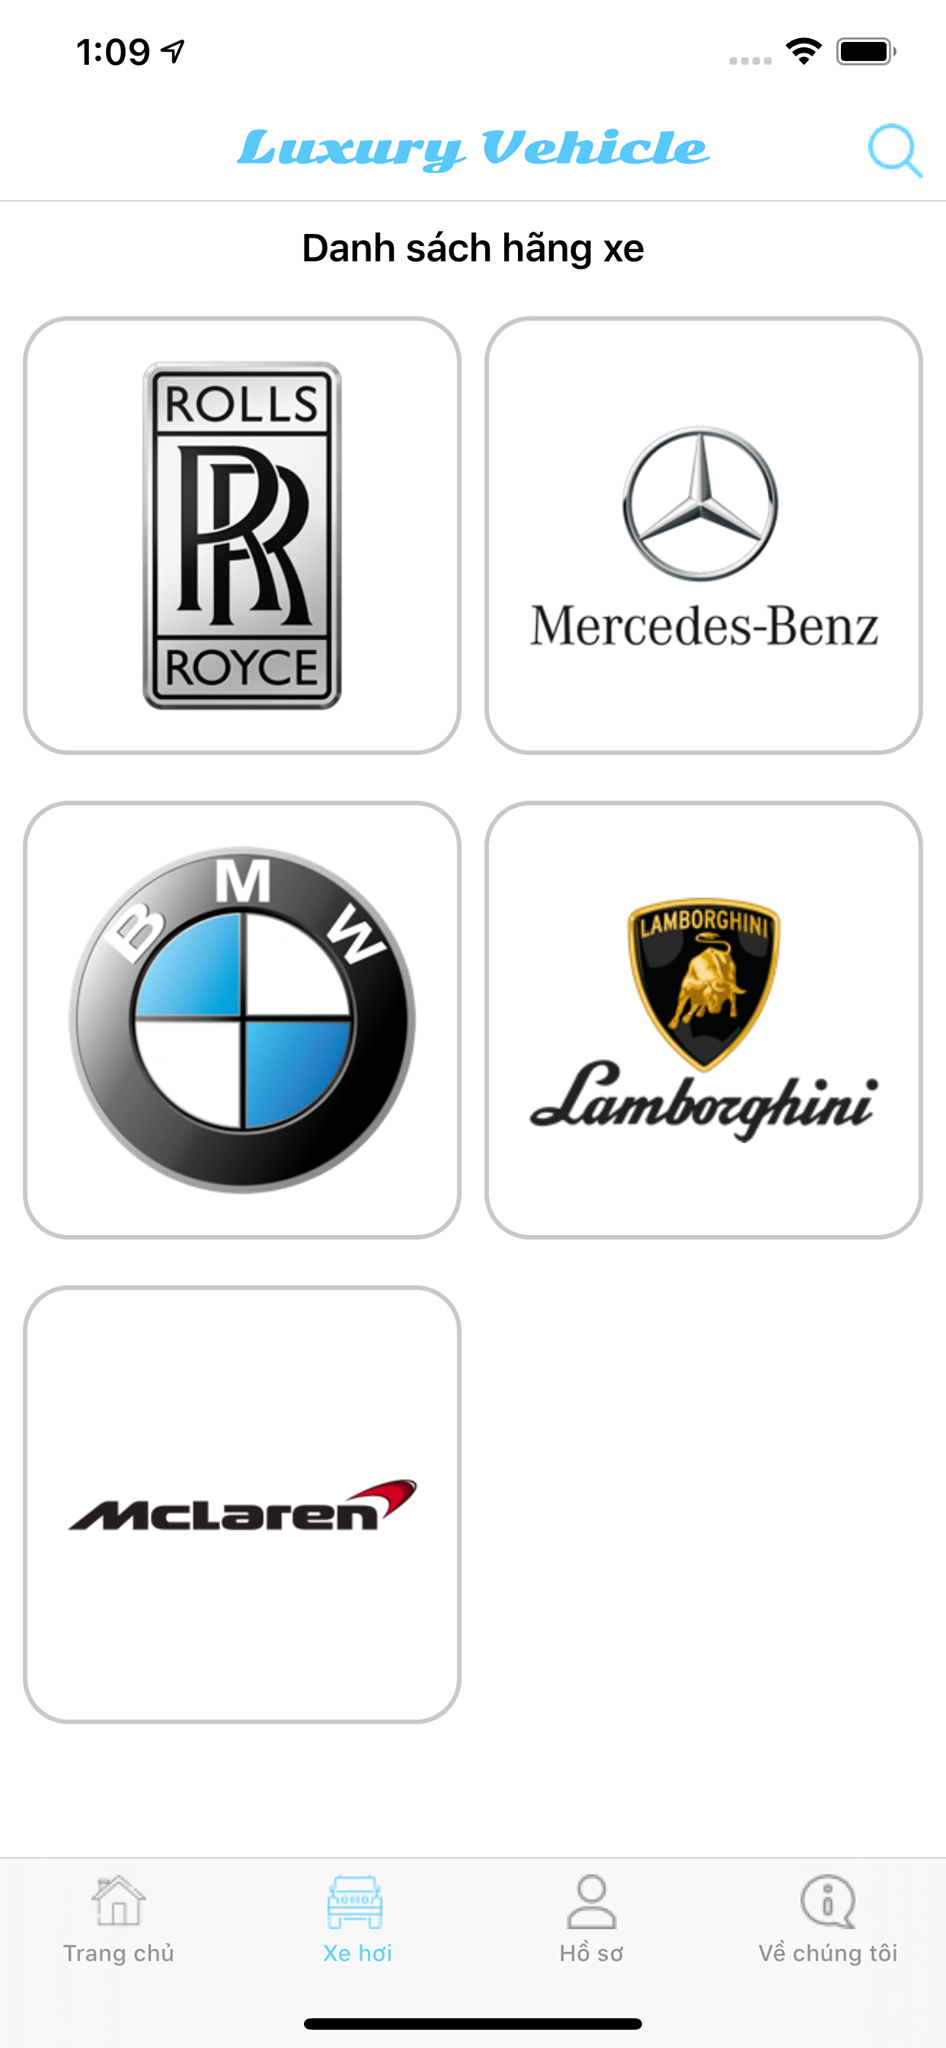 1:09
Luxury Vehicle
Danh sách hãng xe
ROLLS
RR
ROYCE
Mercedes-Benz
BMW
LAMBORGHINI
Lamborghini
McLaren
Trang chủ
Xe hơi
Hồ sơ
Về chúng tôi